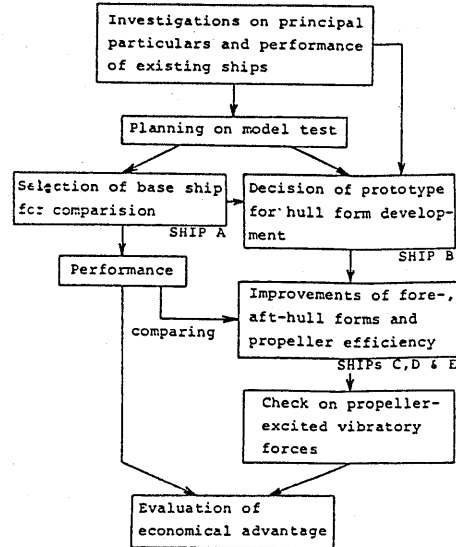 Investigations on principal
particulars and performance
of existing ships
Planning on model test
Selection of base ship
for comparision
SHIP A
Decision of prototype
for hull form develop-
ment
SHIP B
Performance
comparing
Improvements of fore-,
aft-hull forms and
propeller efficiency
SHIPs C,D & E
Check on propeller-
excited vibratory
forces
Evaluation of
economical advantage